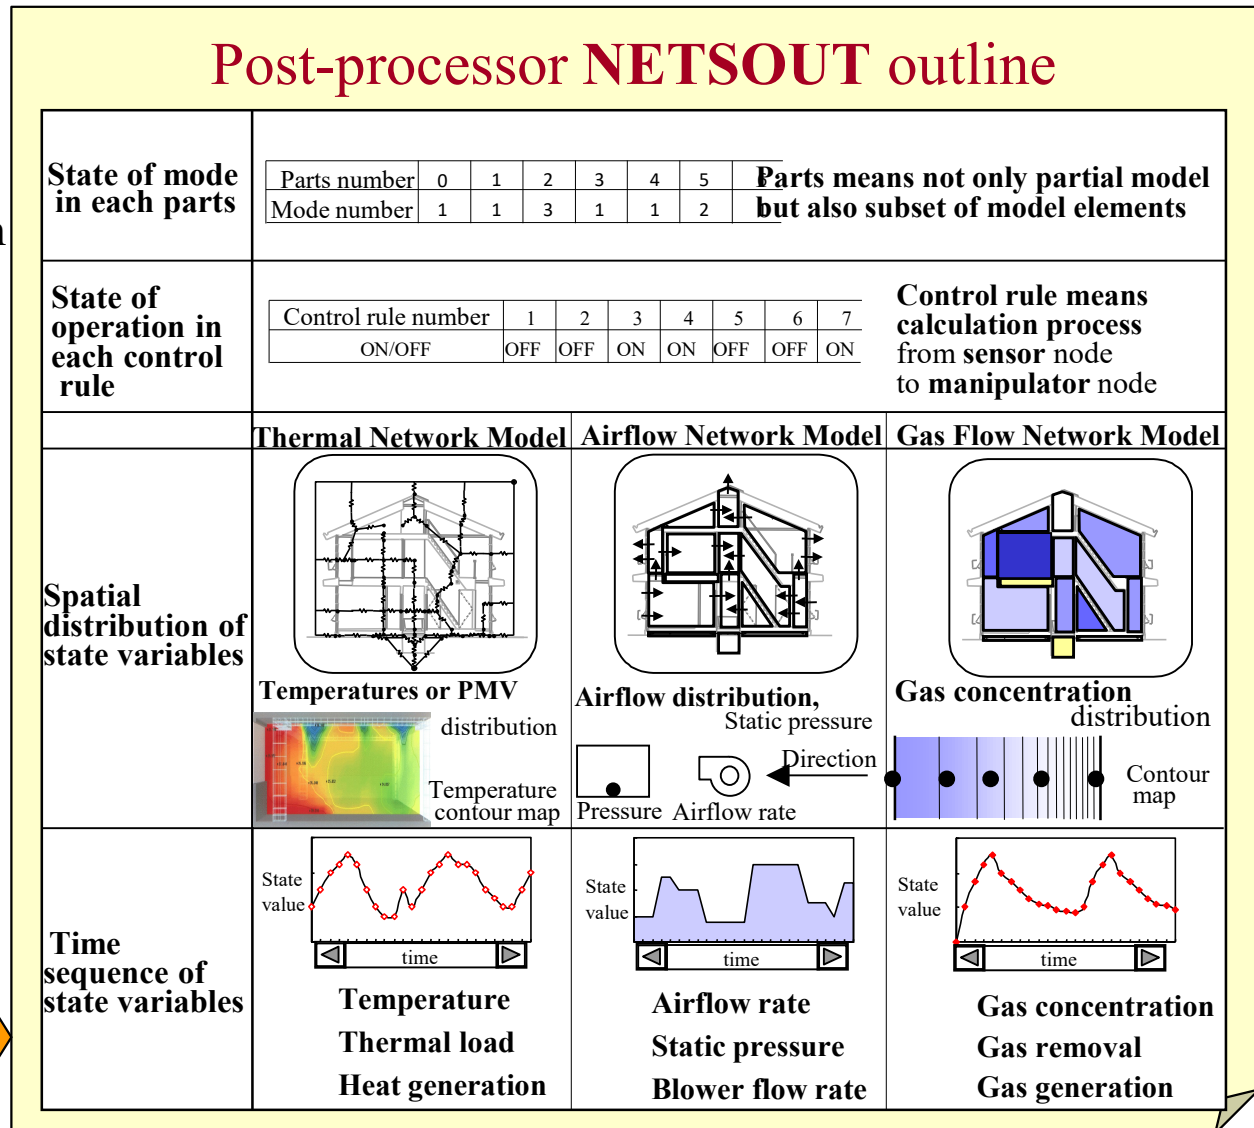 Post-processor NETSOUT outline
State of mode
in each parts
Parts number 0 1 2 3 4 5 6
Mode number 1 1 3 1 1 2
Parts means not only partial model
but also subset of model elements
State of
operation in
each control
rule
Control rule number 1 2 3 4 5 6 7
ON/OFF OFF OFF ON ON OFF OFF ON
Control rule means
calculation process
from sensor node
to manipulator node
Thermal Network Model Airflow Network Model Gas Flow Network Model
Spatial
distribution of
state variables
Temperatures or PMV
distribution
Temperature
contour map
Airflow distribution,
Static pressure
Direction
Pressure Airflow rate
Gas concentration
distribution
Contour
map
Time
sequence of
state variables
State
value
time
Temperature
Thermal load
Heat generation
State
value
time
Airflow rate
Static pressure
Blower flow rate
State
value
time
Gas concentration
Gas removal
Gas generation